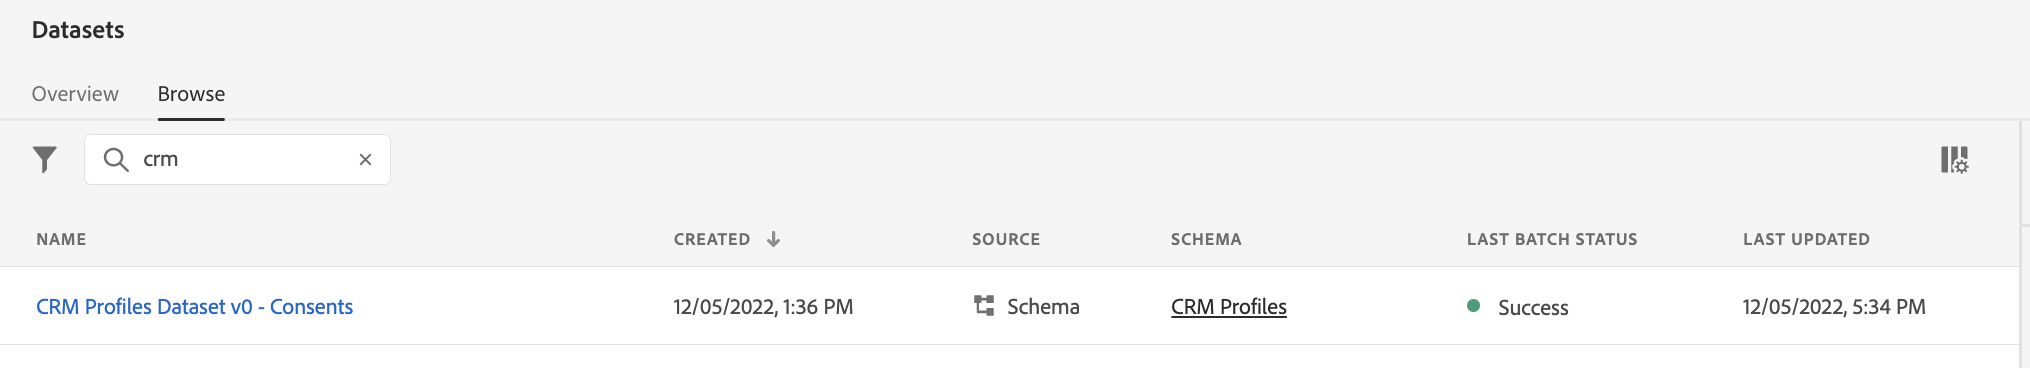 Datasets
Overview Browse
crm
NAME CREATED SOURCE SCHEMA LAST BATCH STATUS LAST UPDATED
CRM Profiles Dataset v0 - Consents 12/05/2022, 1:36 PM Schema CRM Profiles Success 12/05/2022, 5:34 PM